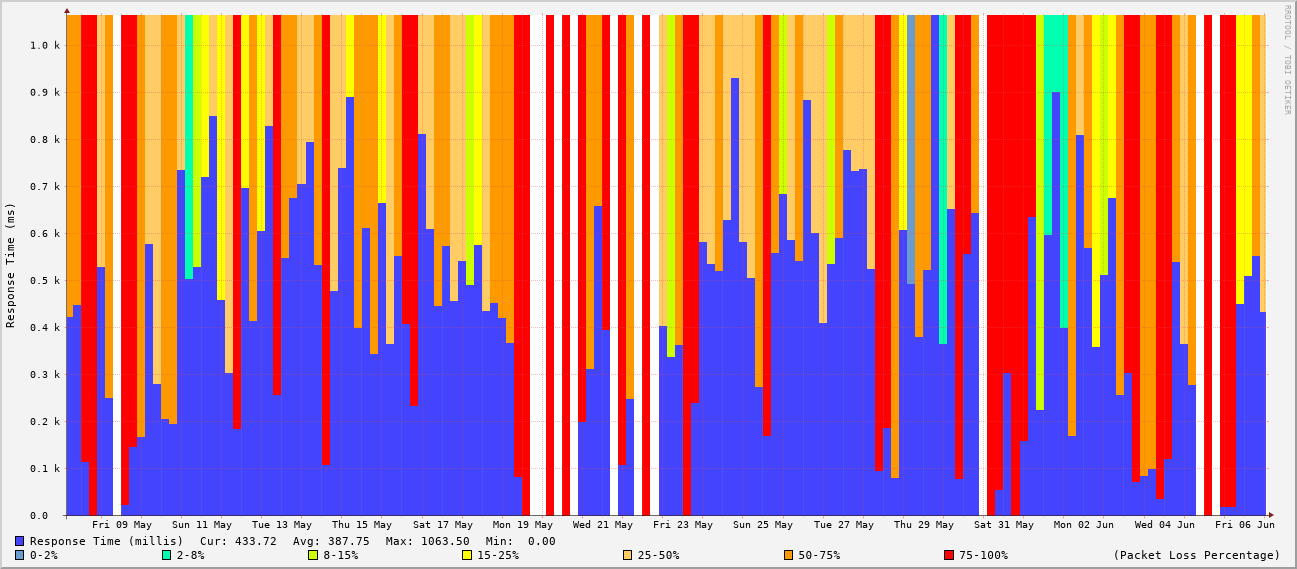 RRDTOOL / TOBI OETIKER
Response Time (ms)
1.0 k
0.9 k
0.8 k
0.7 k
0.6 k
0.5 k
0.4 k
0.3 k
0.2 k
0.1 k
0.0
Fri 09 May Sun 11 May Tue 13 May Thu 15 May Sat 17 May Mon 19 May Wed 21 May Fri 23 May Sun 25 May Tue 27 May Thu 29 May Sat 31 May Mon 02 Jun Wed 04 Jun Fri 06 Jun
Response Time (millis) Cur: 433.72 Avg: 387.75 Max: 1063.50 Min: 0.00
0-2% 2-8% 8-15% 15-25% 25-50% 50-75% 75-100% (Packet Loss Percentage)